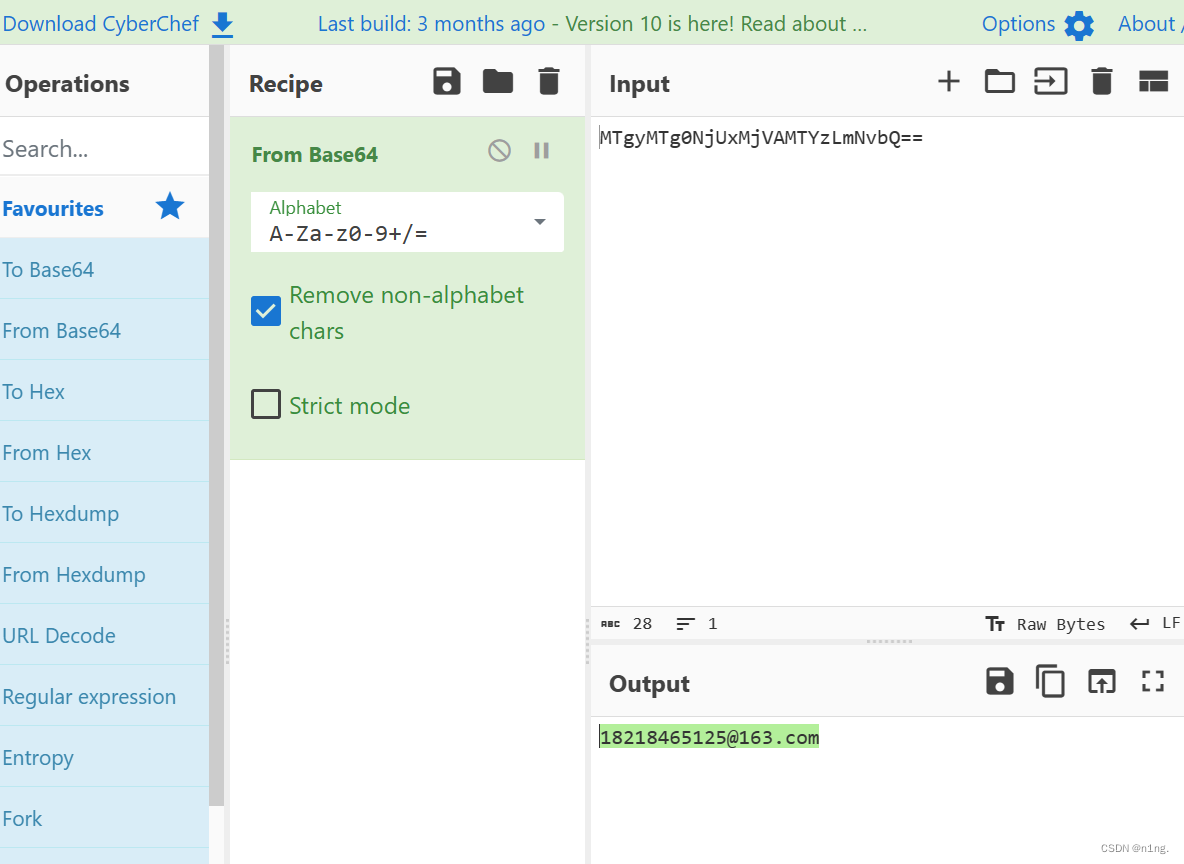 Download CyberChef
Last build: 3 months ago - Version 10 is here! Read about ...
Options
About /
Operations
Search...
Favourites
To Base64
From Base64
To Hex
From Hex
To Hexdump
From Hexdump
URL Decode
Regular expression
Entropy
Fork
Recipe
From Base64
Alphabet
A-Za-z0-9+/=
Remove non-alphabet
chars
Strict mode
Input
MTgyMTg0NjUxMjVAMTYzLmNvbQ==
ABC 28 1
Raw Bytes LF
Output
18218465125@163.com
CSDN @n1ng.